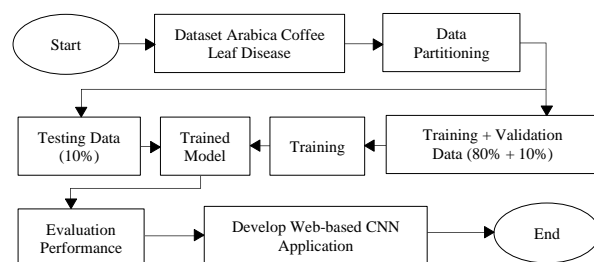 Start
Dataset Arabica Coffee
Leaf Disease
Data
Partitioning
Testing Data
(10%)
Trained
Model
Training
Training + Validation
Data (80% + 10%)
Evaluation
Performance
Develop Web-based CNN
Application
End